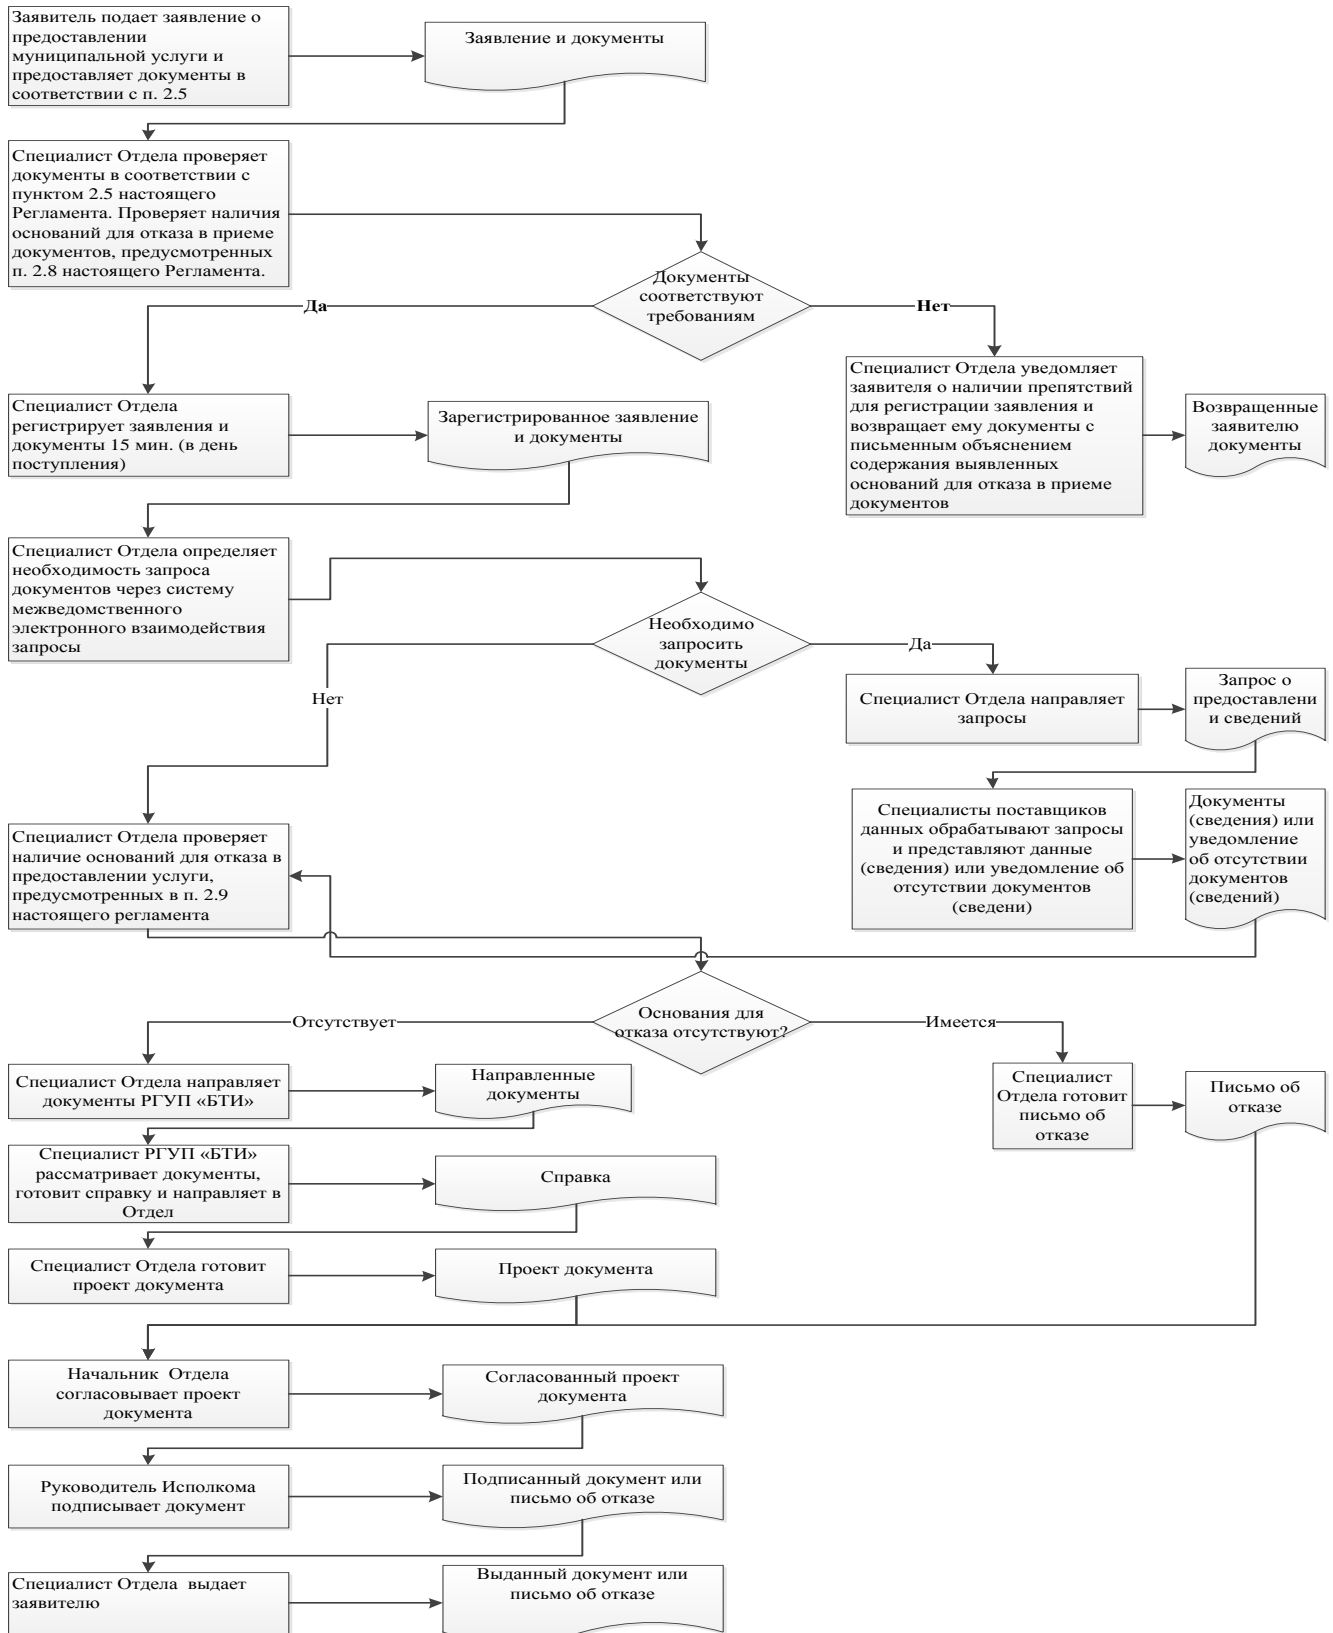 Заявитель подает заявление о
предоставлении
муниципальной услуги и
предоставляет документы в
соответствии с п. 2.5
Заявление и документы
Специалист Отдела проверяет
документы в соответствии с
пунктом 2.5 настоящего
Регламента. Проверяет наличия
оснований для отказа в приеме
документов, предусмотренных
п. 2.8 настоящего Регламента.
Документы
соответствуют
требованиям
Да
Нет
Специалист Отдела
регистрирует заявления и
документы 15 мин. (в день
поступления)
Зарегистрированное заявление
и документы
Специалист Отдела уведомляет
заявителя о наличии препятствий
для регистрации заявления и
возвращает ему документы с
письменным объяснением
содержания выявленных
оснований для отказа в приеме
документов
Возвращенные
заявителю
документы
Специалист Отдела определяет
необходимость запроса
документов через систему
межведомственного
электронного взаимодействия
запросы
Необходимо
запросить
документы
Да
Нет
Специалист Отдела направляет
запросы
Запрос о
предоставлени
и сведений
Специалисты поставщиков
данных обрабатывают запросы
и представляют данные
(сведения) или уведомление об
отсутствии документов
(сведени)
Документы
(сведения) или
уведомление
об отсутствии
документов
(сведений)
Специалист Отдела проверяет
наличие оснований для отказа в
предоставлении услуги,
предусмотренных в п. 2.9
настоящего регламента
Основания для
отказа отсутствуют?
Отсутствует
Имеется
Специалист Отдела направляет
документы РГУП «БТИ»
Направленные
документы
Специалист
Отдела готовит
письмо об
отказе
Письмо об
отказе
Специалист РГУП «БТИ»
рассматривает документы,
готовит справку и направляет в
Отдел
Справка
Специалист Отдела готовит
проект документа
Проект документа
Начальник  Отдела
согласовывает проект
документа
Согласованный проект
документа
Руководитель Исполкома
подписывает документ
Подписанный документ или
письмо об отказе
Специалист Отдела  выдает
заявителю
Выданный документ или
письмо об отказе